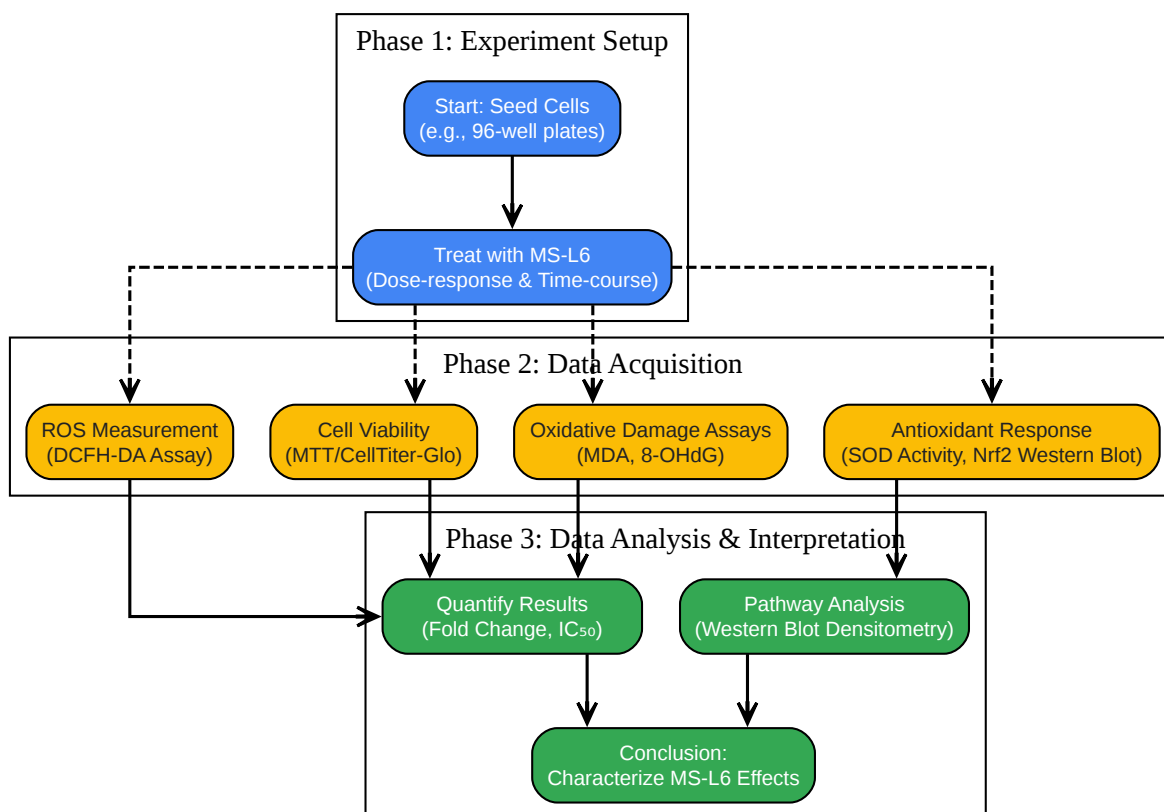 Phase 1: Experiment Setup
Start: Seed Cells
(e.g., 96-well plates)
Treat with MS-L6
(Dose-response & Time-course)
Phase 2: Data Acquisition
ROS Measurement
(DCFH-DA Assay)
Cell Viability
(MTT/CellTiter-Glo)
Oxidative Damage Assays
(MDA, 8-OHdG)
Antioxidant Response
(SOD Activity, Nrf2 Western Blot)
Phase 3: Data Analysis & Interpretation
Quantify Results
(Fold Change, IC₅₀)
Pathway Analysis
(Western Blot Densitometry)
Conclusion:
Characterize MS-L6 Effects